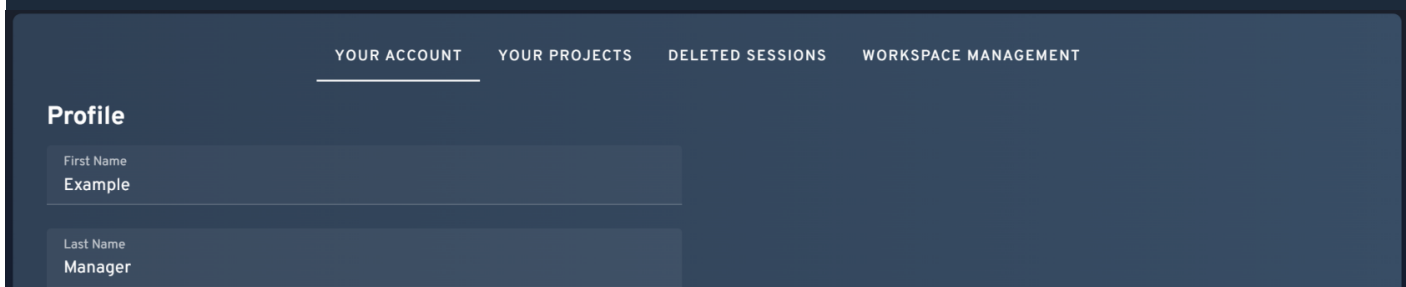 YOUR ACCOUNT YOUR PROJECTS DELETED SESSIONS WORKSPACE MANAGEMENT
Profile
First Name
Example
Last Name
Manager